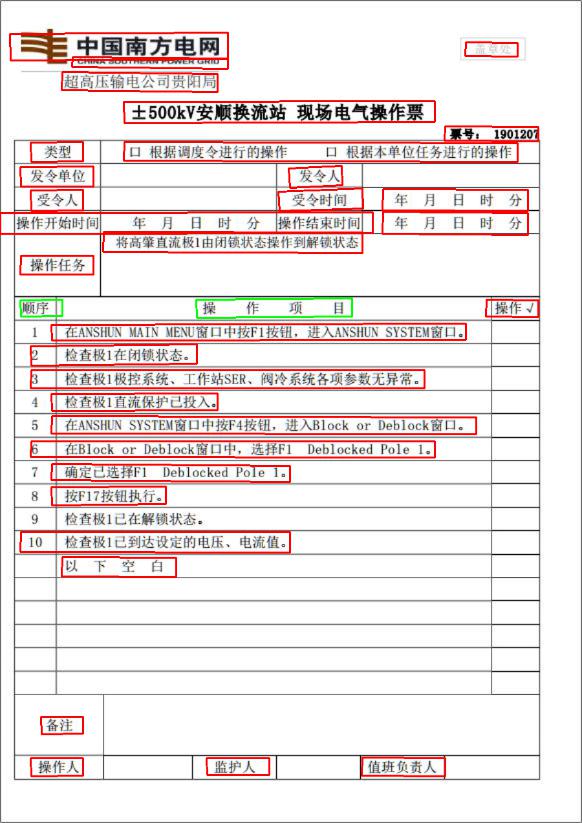 中国南方电网
CHINA SOUTHERN POWER GRID
盖章处
超高压输电公司贵阳局
±500kV安顺换流站 现场电气操作票
票号： 1901207
类型 □ 根据调度令进行的操作 □ 根据本单位任务进行的操作
发令单位 发令人
受令人 受令时间 年 月 日 时 分
操作开始时间 年 月 日 时 分 操作结束时间 年 月 日 时 分
操作任务 将高肇直流极1由闭锁状态操作到解锁状态
顺序 操 作 项 目 操作√
1 在ANSHUN MAIN MENU窗口中按F1按钮，进入ANSHUN SYSTEM窗口。
2 检查极1在闭锁状态。
3 检查极1极控系统、工作站SER、阀冷系统各项参数无异常。
4 检查极1直流保护已投入。
5 在ANSHUN SYSTEM窗口中按F4按钮，进入Block or Deblock窗口。
6 在Block or Deblock窗口中，选择F1 Deblocked Pole 1。
7 确定已选择F1 Deblocked Pole 1。
8 按F17按钮执行。
9 检查极1已在解锁状态。
10 检查极1已到达设定的电压、电流值。
以 下 空 白
备注
操作人 监护人 值班负责人